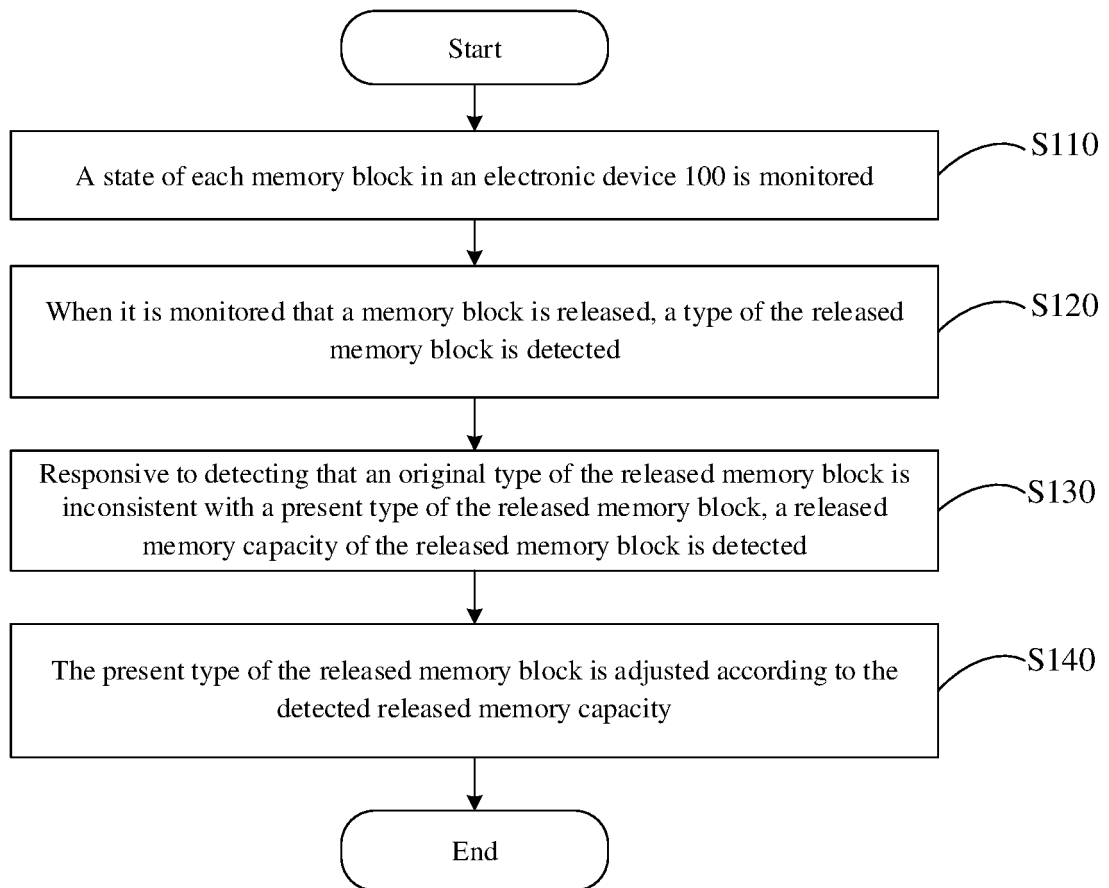 Start
A state of each memory block in an electronic device 100 is monitored
S110
When it is monitored that a memory block is released, a type of the released
memory block is detected
S120
Responsive to detecting that an original type of the released memory block is
inconsistent with a present type of the released memory block, a released
memory capacity of the released memory block is detected
S130
The present type of the released memory block is adjusted according to the
detected released memory capacity
S140
End